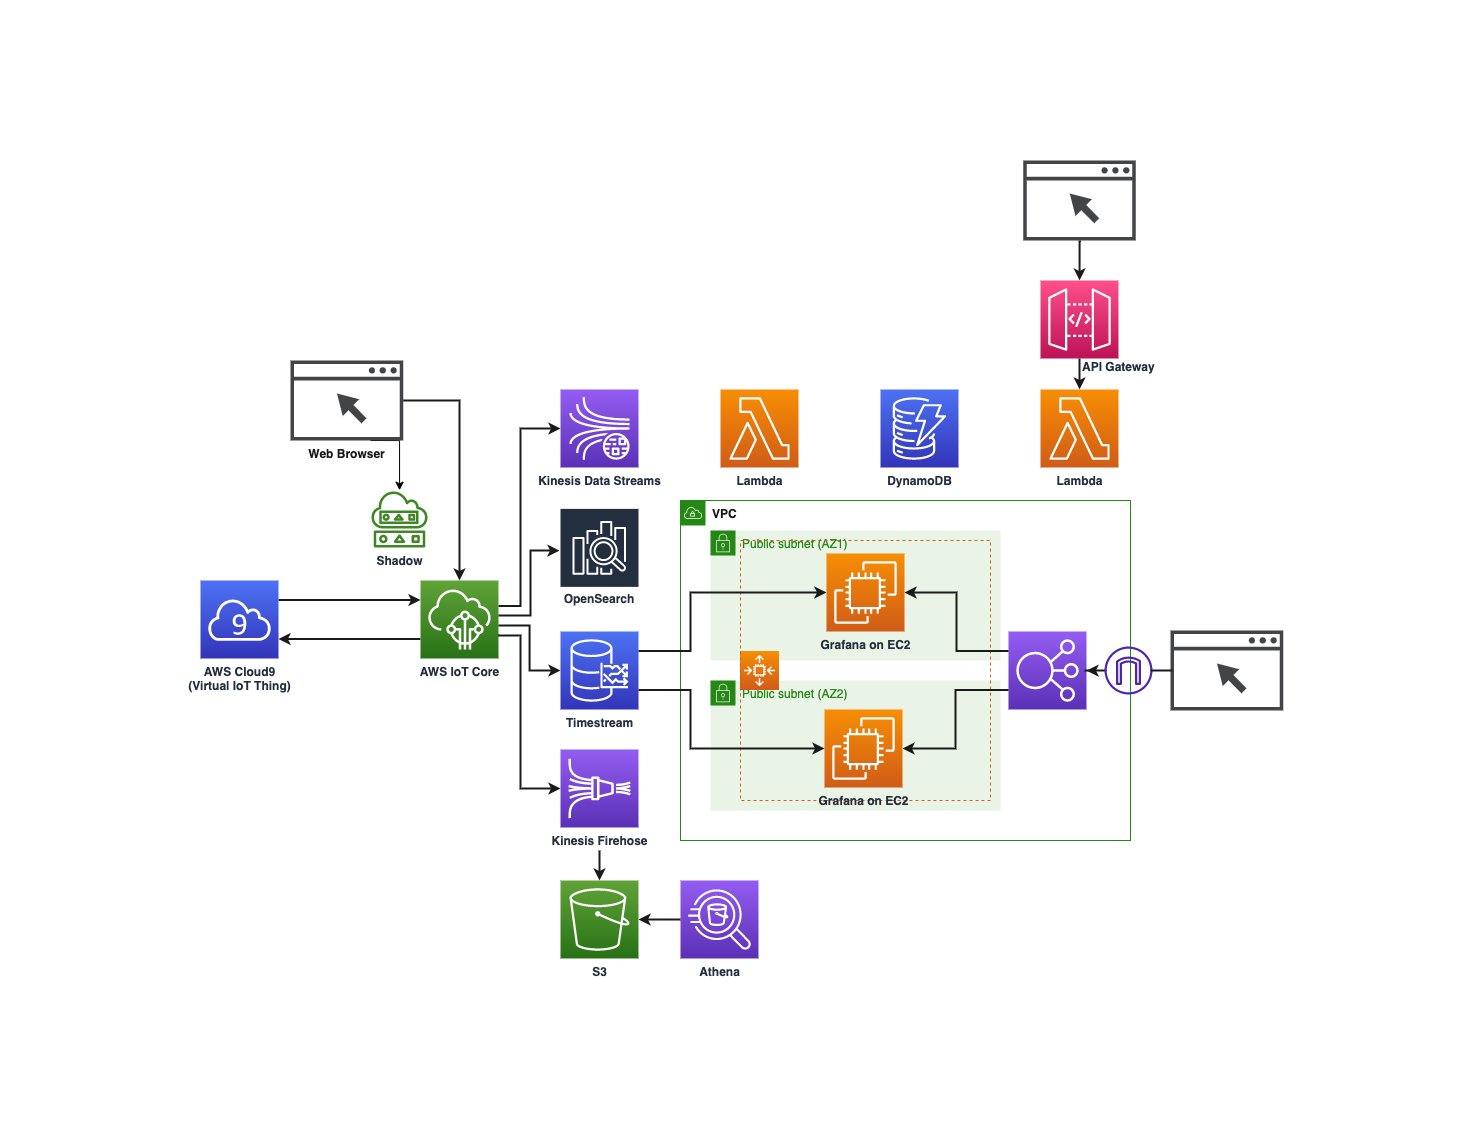 API Gateway
Web Browser
Kinesis Data Streams
Lambda
DynamoDB
Lambda
VPC
Public subnet (AZ1)
Shadow
OpenSearch
9
Grafana on EC2
AWS Cloud9
(Virtual IoT Thing)
AWS IoT Core
Public subnet (AZ2)
Timestream
Grafana on EC2
Kinesis Firehose
S3
Athena